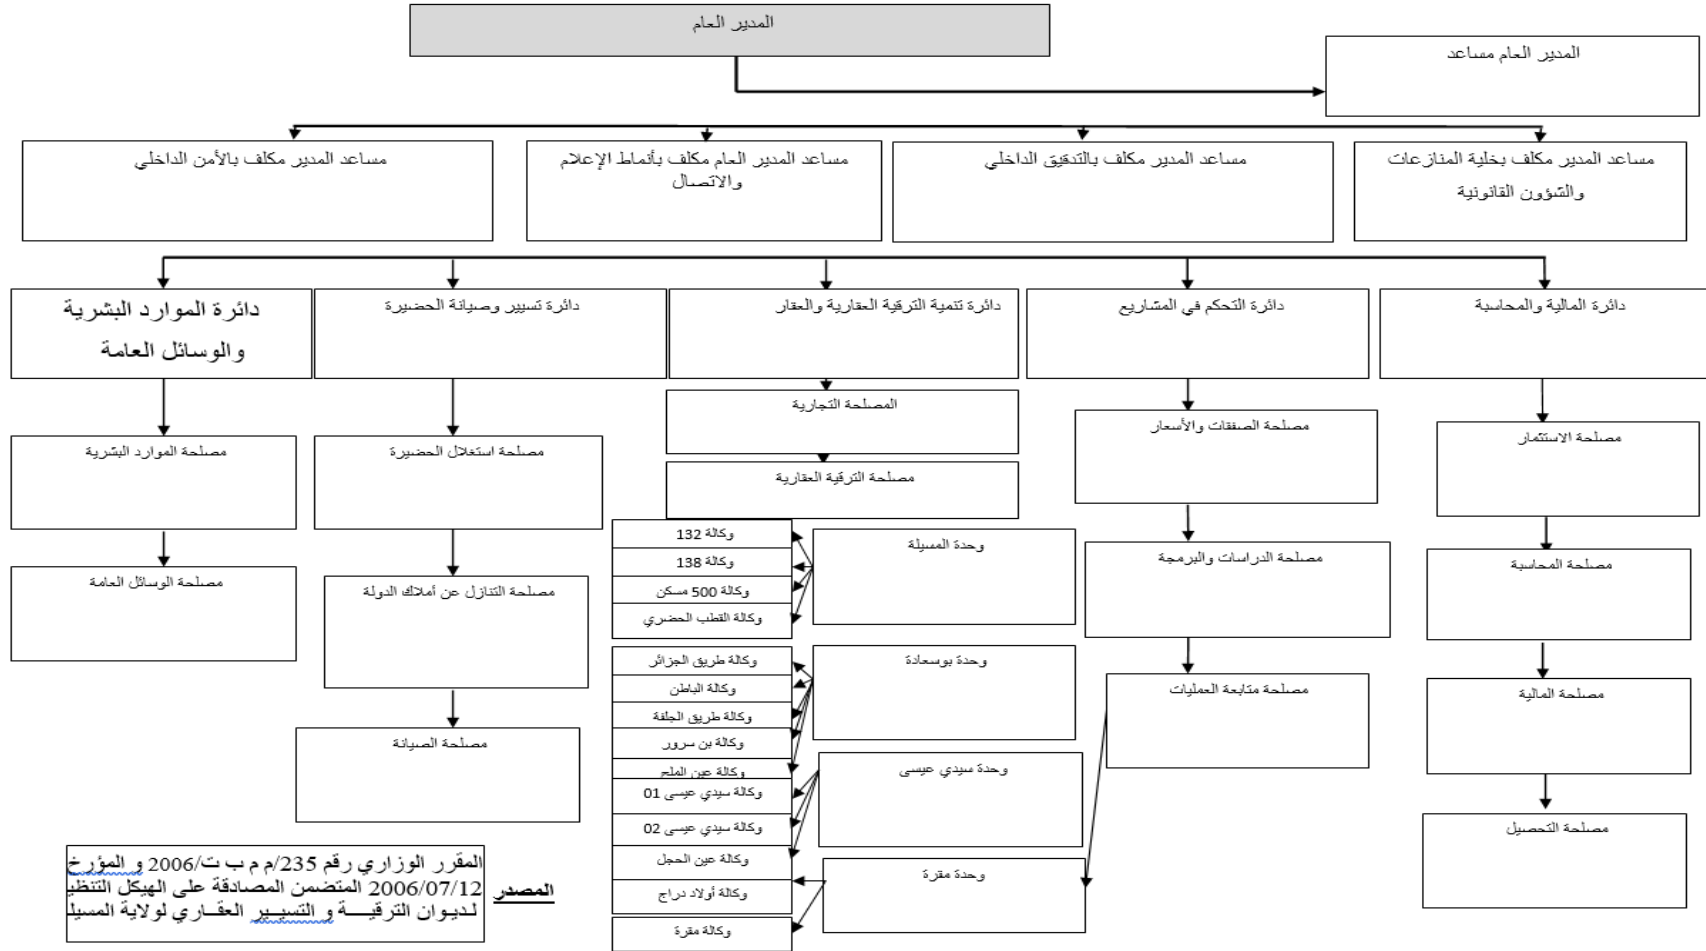 المدير العام
المدير العام مساعد
مساعد المدير مكلف بخلية المنازعات
والشؤون القانونية
مساعد المدير مكلف بالتدقيق الداخلي
مساعد المدير العام مكلف بأنماط الإعلام
والاتصال
مساعد المدير مكلف بالأمن الداخلي
دائرة المالية والمحاسبة
دائرة التحكم في المشاريع
دائرة تنمية الترقية العقارية والعقار
دائرة تسيير وصيانة الحضيرة
دائرة الموارد البشرية
والوسائل العامة
مصلحة الاستثمار
مصلحة المحاسبة
مصلحة المالية
مصلحة التحصيل
مصلحة الصفقات والأسعار
مصلحة الدراسات والبرمجة
مصلحة متابعة العمليات
المصلحة التجارية
مصلحة الترقية العقارية
وحدة المسيلة
وكالة 132
وكالة 138
وكالة 500 مسكن
وكالة القطب الحضري
وحدة بوسعادة
وكالة طريق الجزائر
وكالة الباطن
وكالة طريق الجلفة
وكالة بن سرور
وكالة عين الملح
وحدة سيدي عيسى
وكالة سيدي عيسى 01
وكالة سيدي عيسى 02
وكالة عين الحجل
وحدة مقرة
وكالة أولاد دراج
وكالة مقرة
مصلحة استغلال الحضيرة
مصلحة التنازل عن أملاك الدولة
مصلحة الصيانة
مصلحة الموارد البشرية
مصلحة الوسائل العامة
المصدر
المقرر الوزاري رقم 235/م م ب ت/2006 و المؤرخ
2006/07/12 المتضمن المصادقة على الهيكل التنظي
لديوان الترقيـــة و التسييـــر العقـاري لولاية المسيل